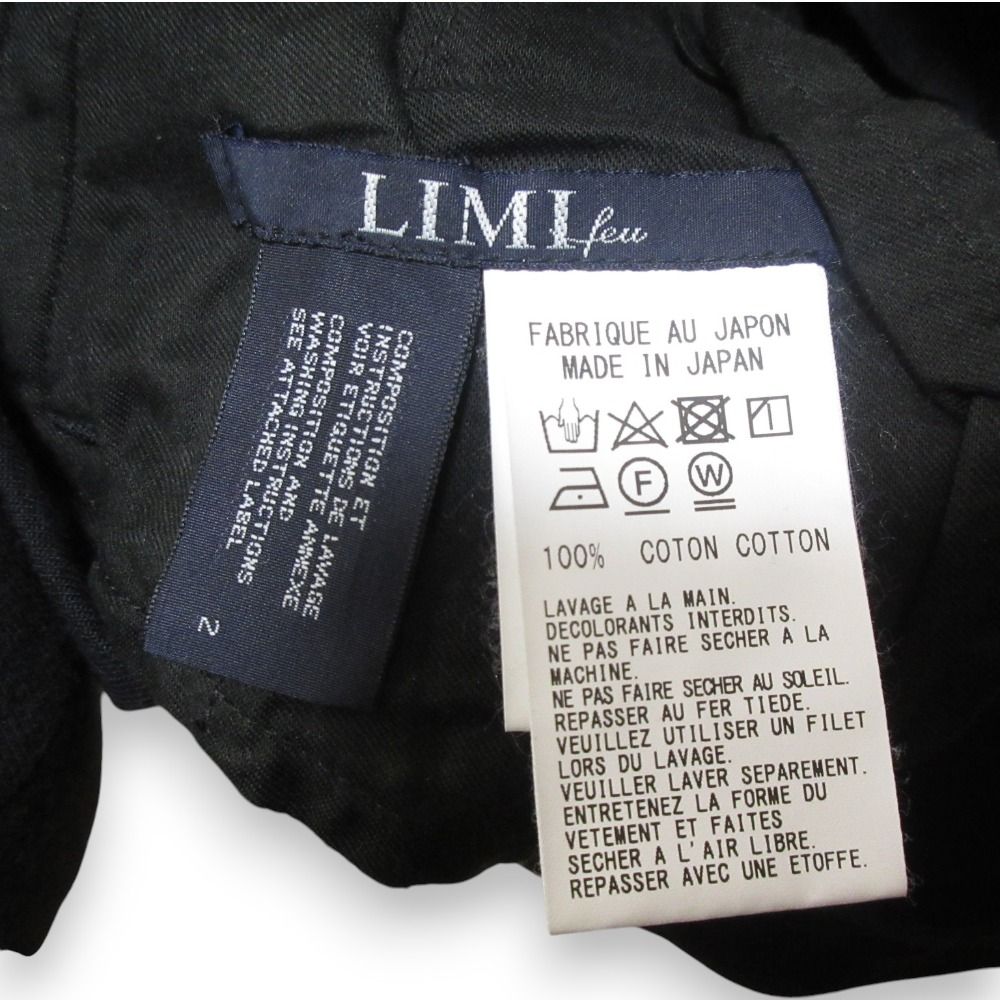 LIMI feu
COMPOSITION ET
INSTRUCTIONS DE LAVAGE
VOIR ETIQUETTE ANNEXE
COMPOSITION AND
WASHING INSTRUCTIONS
SEE ATTACHED LABEL
2
FABRIQUE AU JAPON
MADE IN JAPAN
F W
100% COTON COTTON
LAVAGE A LA MAIN.
DECOLORANTS INTERDITS.
NE PAS FAIRE SECHER A LA
MACHINE.
NE PAS FAIRE SECHER AU SOLEIL.
REPASSER AU FER TIEDE.
VEUILLEZ UTILISER UN FILET
LORS DU LAVAGE.
VEUILLER LAVER SEPAREMENT.
ENTRETENEZ LA FORME DU
VETEMENT ET FAITES
SECHER A L'AIR LIBRE.
REPASSER AVEC UNE ETOFFE.